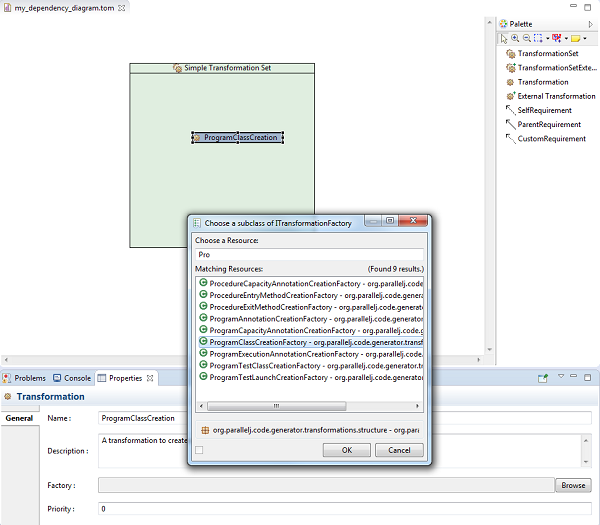 my_dependency_diagram.tom
Palette
TransformationSet
TransformationSetExte...
Transformation
External Transformation
SelfRequirement
ParentRequirement
CustomRequirement
Simple Transformation Set
ProgramClassCreation
Choose a subclass of ITransformationFactory
Choose a Resource:
Pro
Matching Resources: (Found 9 results.)
ProcedureCapacityAnnotationCreationFactory - org.parallelj.code
ProcedureEntryMethodCreationFactory - org.parallelj.code.genera
ProcedureExitMethodCreationFactory - org.parallelj.code.generat
ProgramAnnotationCreationFactory - org.parallelj.code.generator
ProgramCapacityAnnotationCreationFactory - org.parallelj.code.g
ProgramClassCreationFactory - org.parallelj.code.generator.transf
ProgramExecutionAnnotationCreationFactory - org.parallelj.code.
ProgramTestClassCreationFactory - org.parallelj.code.generator.tr
ProgramTestLaunchCreationFactory - org.parallelj.code.generator
org.parallelj.code.generator.transformations.structure - org.para
OK Cancel
Problems Console Properties
Transformation
General
Name : ProgramClassCreation
Description : A transformation to create
Factory : Browse
Priority : 0